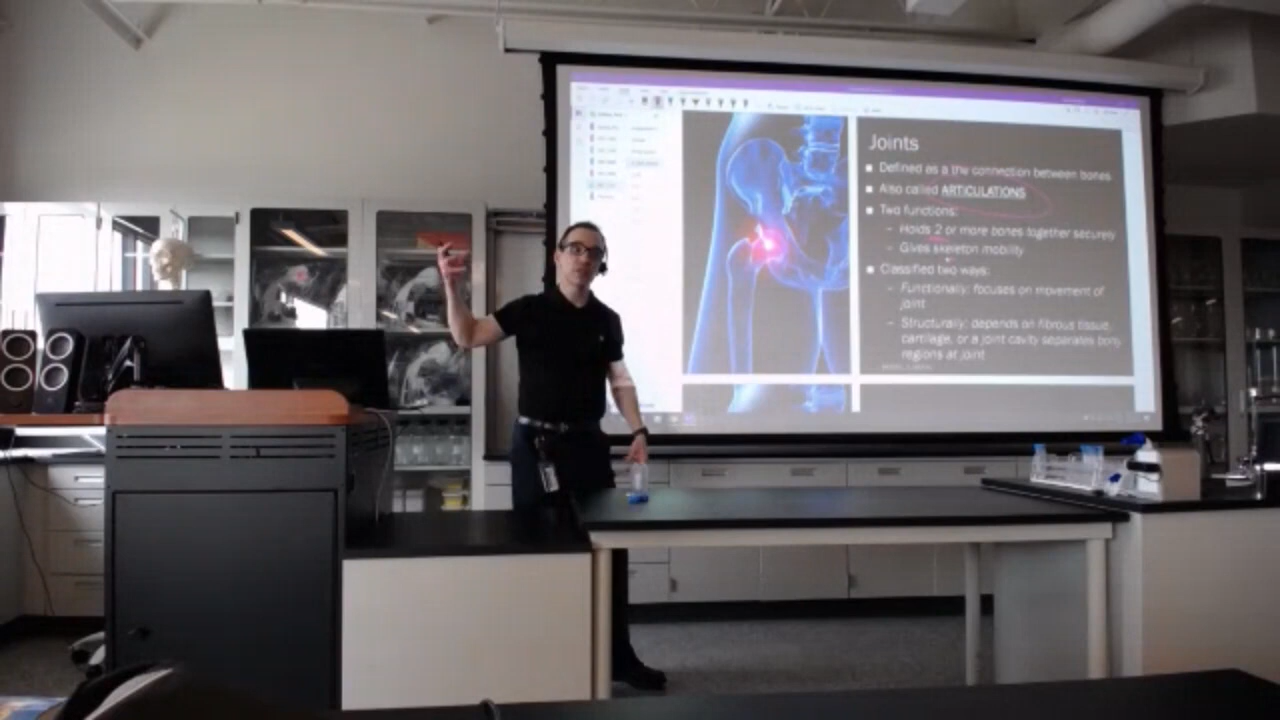 Joints
Defined as a the connection between bones
Also called ARTICULATIONS
Two functions:
– Holds 2 or more bones together securely
– Gives skeleton mobility
Classified two ways:
– Functionally: focuses on movement of
joint
– Structurally: depends on fibrous tissue,
cartilage, or a joint cavity separates bony
regions at joint